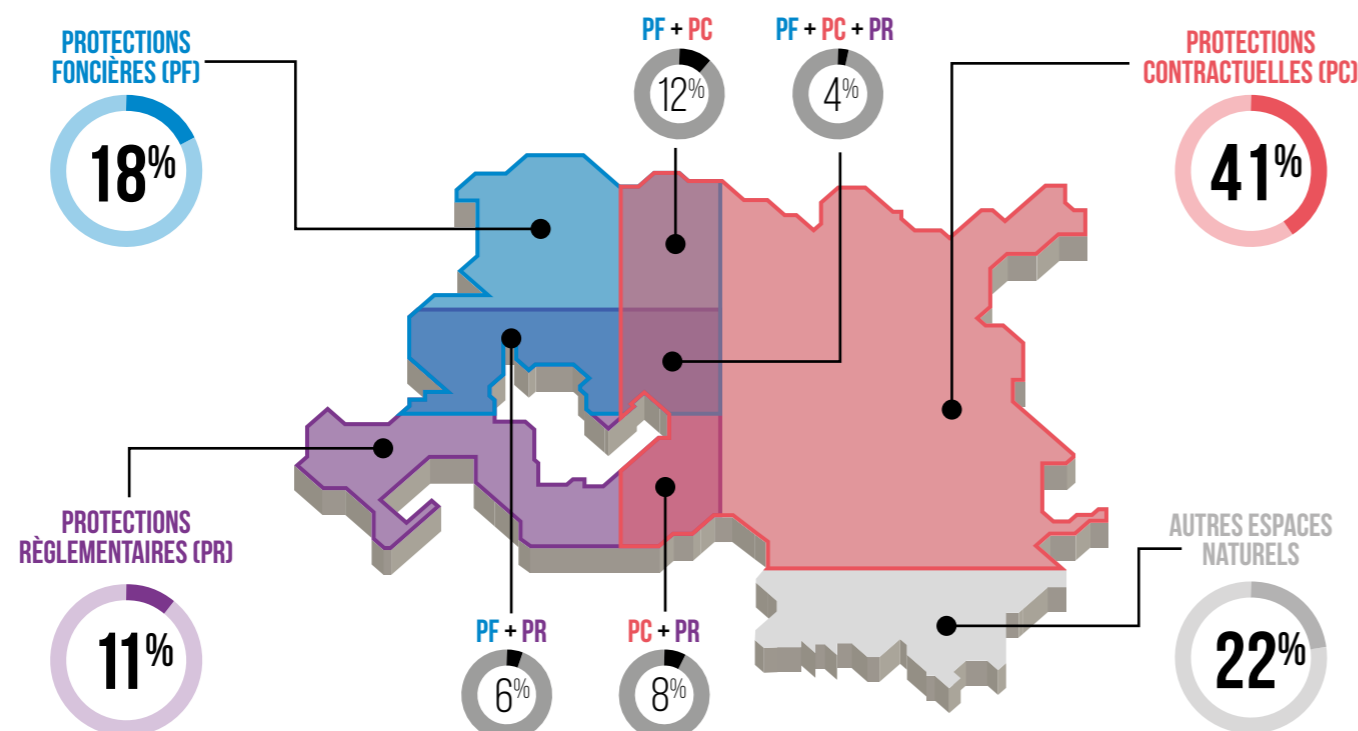 PROTECTIONS
FONCIÈRES (PF)
18%
PF + PC
12%
PF + PC + PR
4%
PROTECTIONS
CONTRACTUELLES (PC)
41%
PROTECTIONS
RÈGLEMENTAIRES (PR)
11%
PF + PR
6%
PC + PR
8%
AUTRES ESPACES
NATURELS
22%